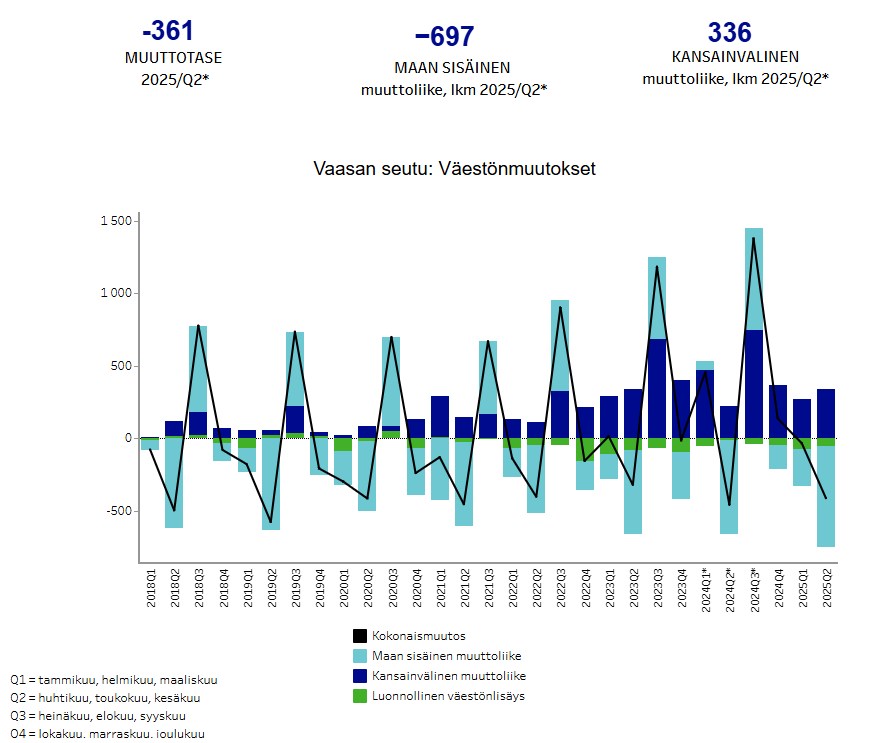 -361
MUUTTOTASE
2025/Q2*
−697
MAAN SISÄINEN
muuttoliike, lkm 2025/Q2*
336
KANSAINVALINEN
muuttoliike, lkm 2025/Q2*
Vaasan seutu: Väestönmuutokset
1 500
1 000
500
0
-500
2018Q1
2018Q2
2018Q3
2018Q4
2019Q1
2019Q2
2019Q3
2019Q4
2020Q1
2020Q2
2020Q3
2020Q4
2021Q1
2021Q2
2021Q3
2022Q1
2022Q2
2022Q3
2022Q4
2023Q1
2023Q2
2023Q3
2023Q4
2024Q1*
2024Q2*
2024Q3*
2024Q4
2025Q1
2025Q2
Kokonaismuutos
Maan sisäinen muuttoliike
Kansainvälinen muuttoliike
Luonnollinen väestönlisäys
Q1 = tammikuu, helmikuu, maaliskuu
Q2 = huhtikuu, toukokuu, kesäkuu
Q3 = heinäkuu, elokuu, syyskuu
Q4 = lokakuu, marraskuu, joulukuu